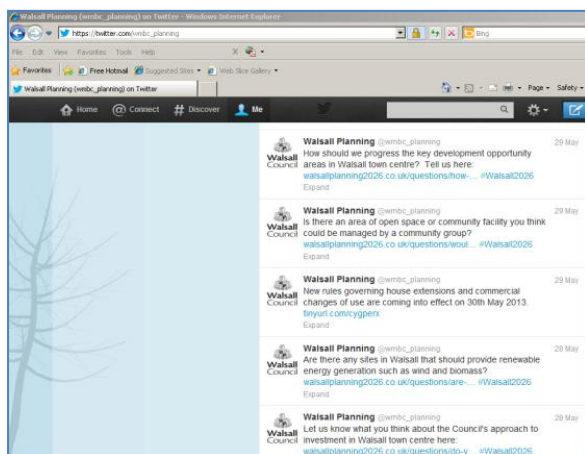 Walsall Planning (wmbc_planning) on Twitter - Windows Internet Explorer
https://twitter.com/wmbc_planning
Bing
File Edit View Favorites Tools Help
X
Favorites Free Hotmail Suggested Sites Web Slice Gallery
Walsall Planning (wmbc_planning) on Twitter
Page Safety
Home @ Connect # Discover Me
Walsall Planning @wmbc_planning 29 May
Walsall Council
How should we progress the key development opportunity
areas in Walsall town centre? Tell us here:
walsallplanning2026.co.uk/questions/how-... #Walsall2026
Expand
Walsall Planning @wmbc_planning 29 May
Walsall Council
Is there an area of open space or community facility you think
could be managed by a community group?
walsallplanning2026.co.uk/questions/woul... #Walsall2026
Expand
Walsall Planning @wmbc_planning 29 May
Walsall Council
New rules governing house extensions and commercial
changes of use are coming into effect on 30th May 2013.
tinyurl.com/cygperx
Expand
Walsall Planning @wmbc_planning 28 May
Walsall Council
Are there any sites in Walsall that should provide renewable
energy generation such as wind and biomass?
walsallplanning2026.co.uk/questions/are-... #Walsall2026
Expand
Walsall Planning @wmbc_planning 28 May
Walsall Council
Let us know what you think about the Council's approach to
investment in Walsall town centre here:
walsallplanning2026.co.uk/questions/do-y... #Walsall2026